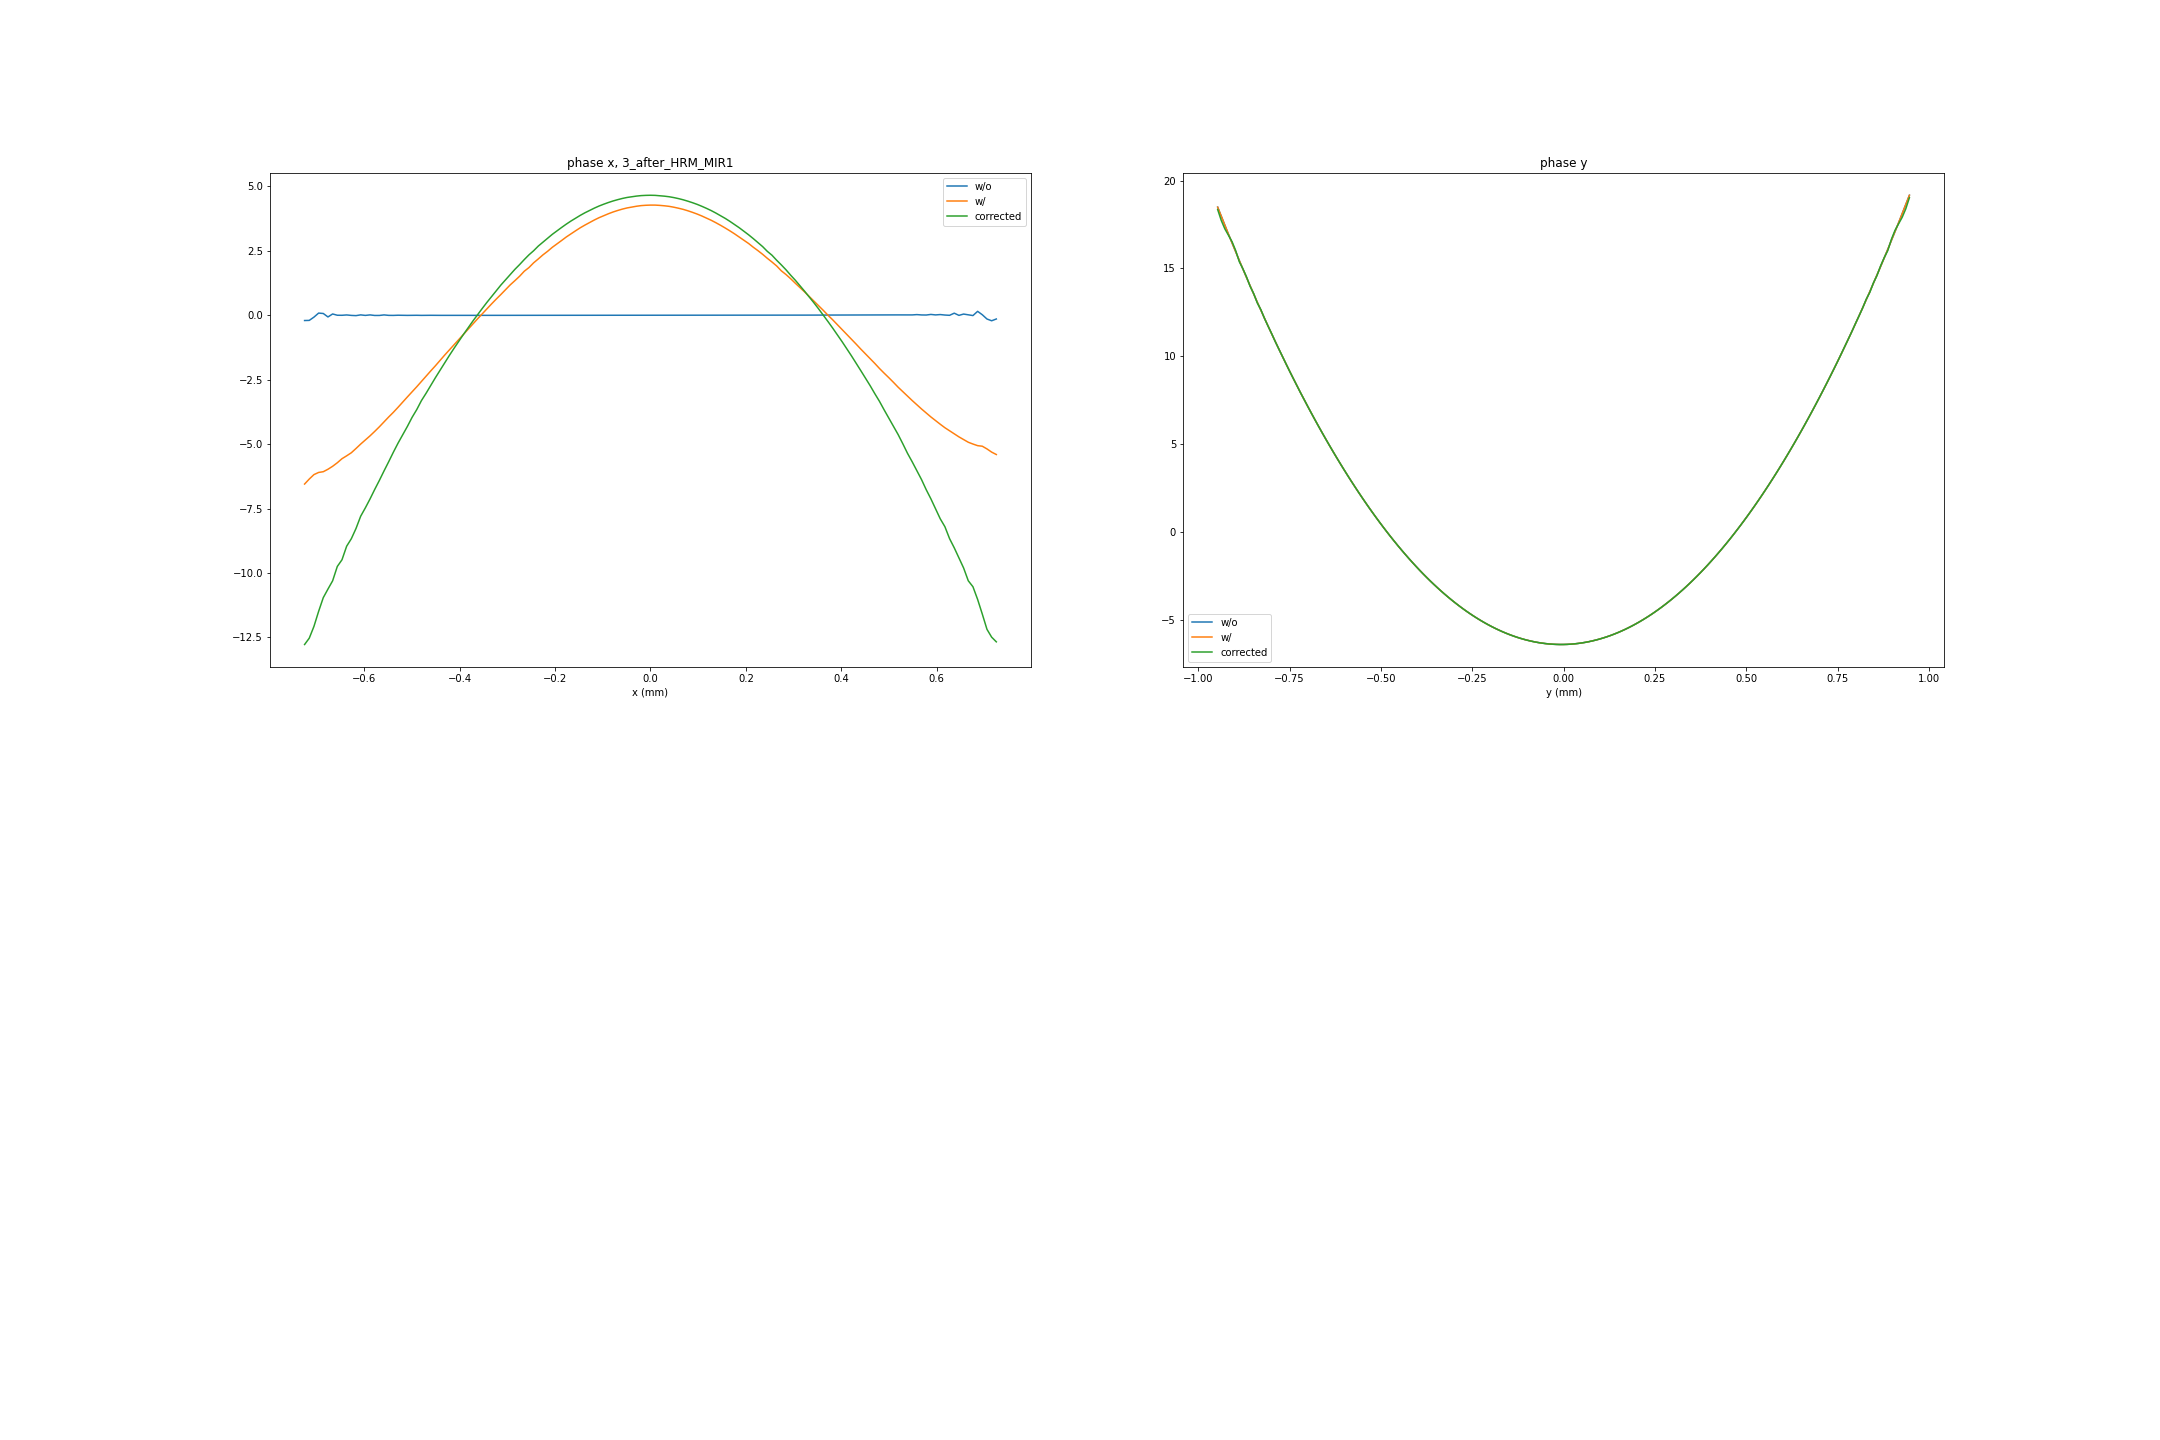 phase x, 3_after_HRM_MIR1
5.0
2.5
0.0
−2.5
−5.0
−7.5
−10.0
−12.5
w/o
w/
corrected
−0.6 −0.4 −0.2 0.0 0.2 0.4 0.6
x (mm)
phase y
20
15
10
5
0
−5
w/o
w/
corrected
−1.00 −0.75 −0.50 −0.25 0.00 0.25 0.50 0.75 1.00
y (mm)